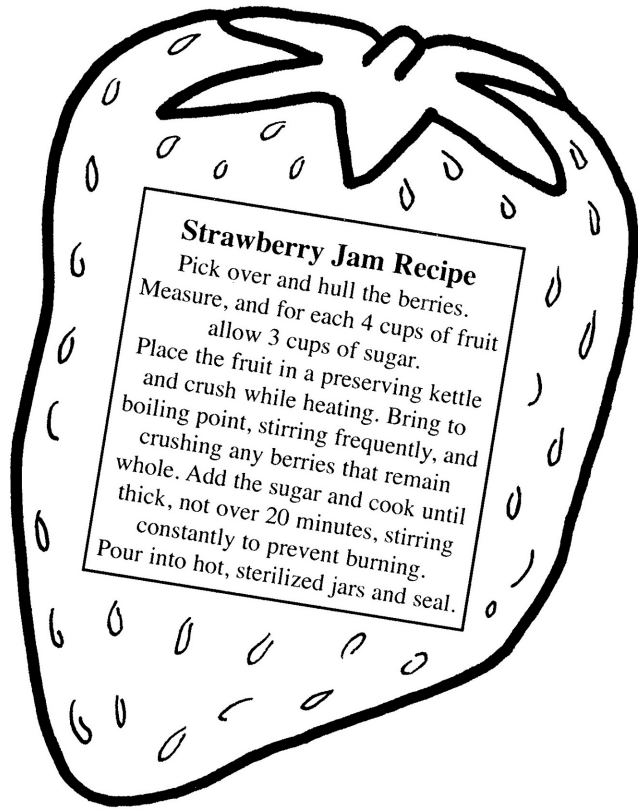 Strawberry Jam Recipe
Pick over and hull the berries.
Measure, and for each 4 cups of fruit
allow 3 cups of sugar.
Place the fruit in a preserving kettle
and crush while heating. Bring to
boiling point, stirring frequently, and
crushing any berries that remain
whole. Add the sugar and cook until
thick, not over 20 minutes, stirring
constantly to prevent burning.
Pour into hot, sterilized jars and seal.